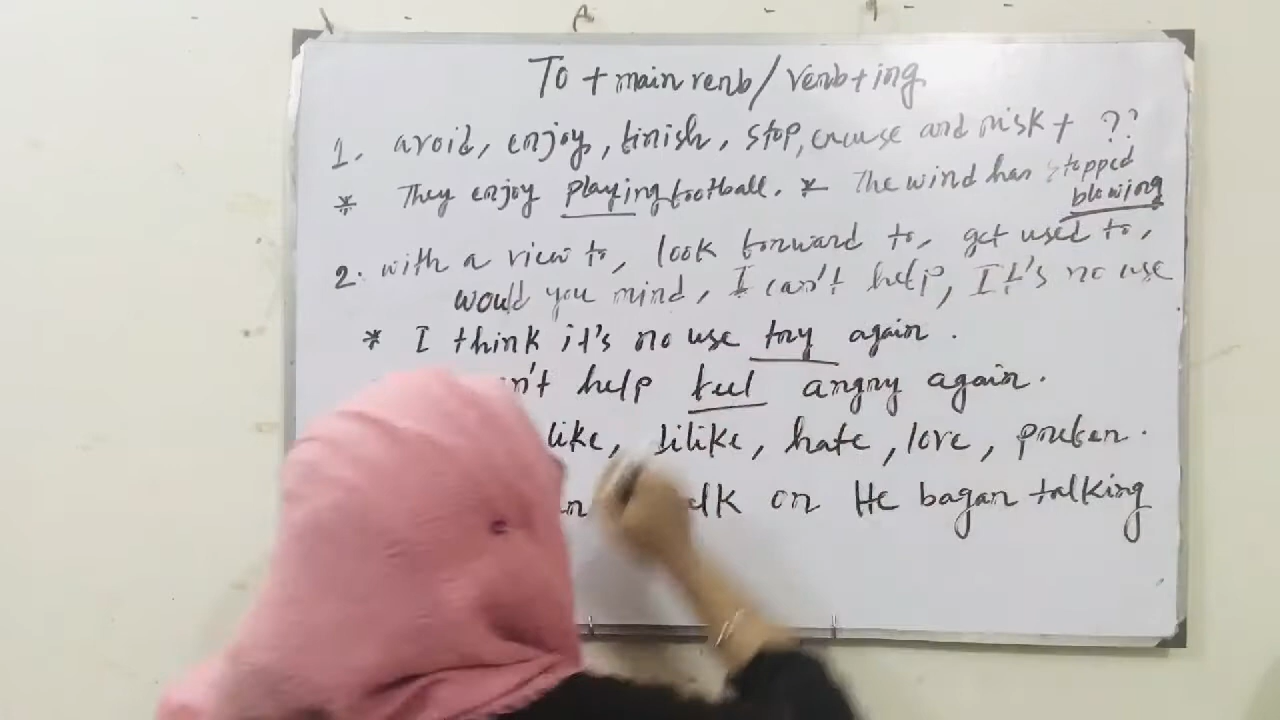 To + main verb / verb + ing
1. avoid, enjoy, finish, stop, excuse and risk + ??
* They enjoy playing football. * The wind has stopped
blowing
2. with a view to, look forward to, get used to,
would you mind, I can't help, It's no use
* I think it's no use try again.
n't help feel angry again.
like, dilike, hate, love, prefer.
on He bagan talking